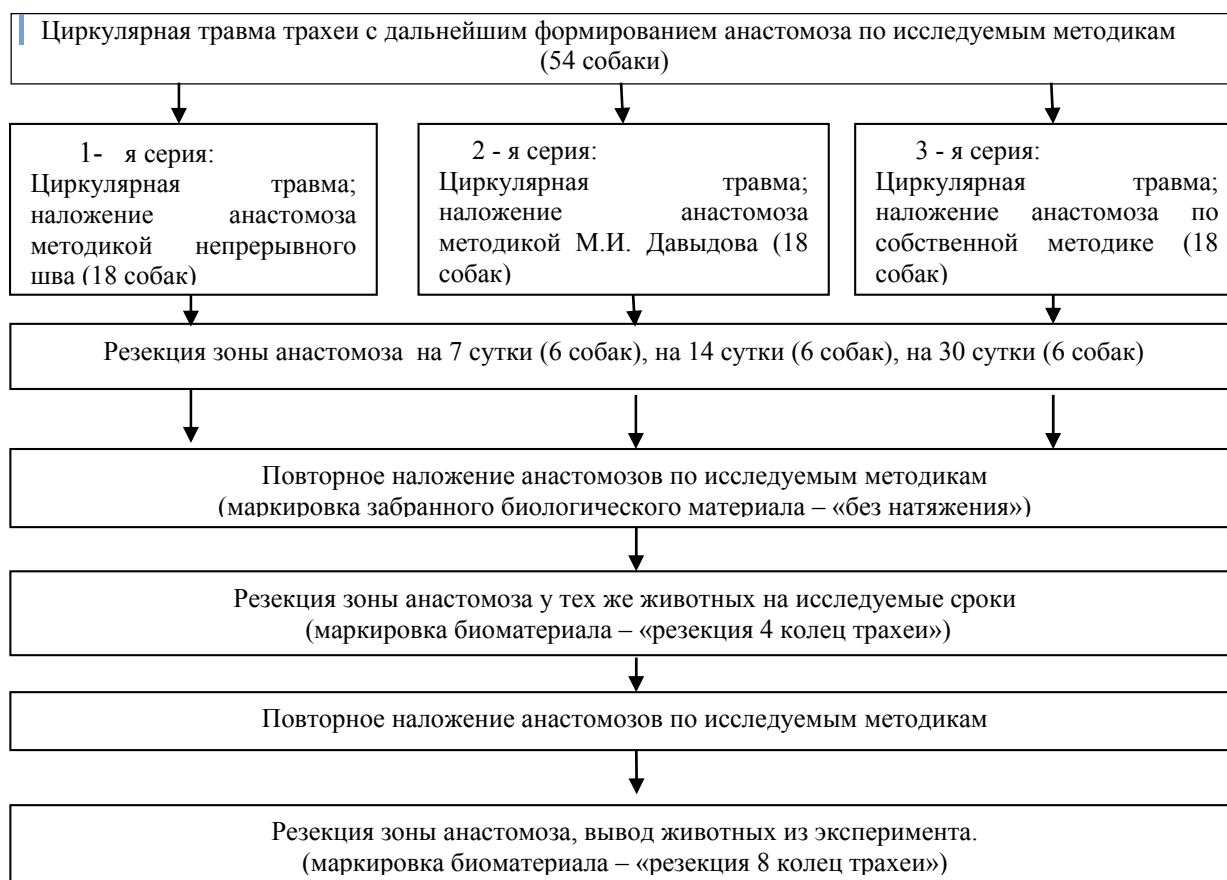 Циркулярная травма трахеи с дальнейшим формированием анастомоза по исследуемым методикам
(54 собаки)
1- я серия:
Циркулярная травма;
наложение анастомоза
методикой непрерывного
шва (18 собак)
2 - я серия:
Циркулярная травма;
наложение анастомоза
методикой М.И. Давыдова (18
собак)
3 - я серия:
Циркулярная травма;
наложение анастомоза по
собственной методике (18
собак)
Резекция зоны анастомоза на 7 сутки (6 собак), на 14 сутки (6 собак), на 30 сутки (6 собак)
Повторное наложение анастомозов по исследуемым методикам
(маркировка забранного биологического материала – «без натяжения»)
Резекция зоны анастомоза у тех же животных на исследуемые сроки
(маркировка биоматериала – «резекция 4 колец трахеи»)
Повторное наложение анастомозов по исследуемым методикам
Резекция зоны анастомоза, вывод животных из эксперимента.
(маркировка биоматериала – «резекция 8 колец трахеи»)